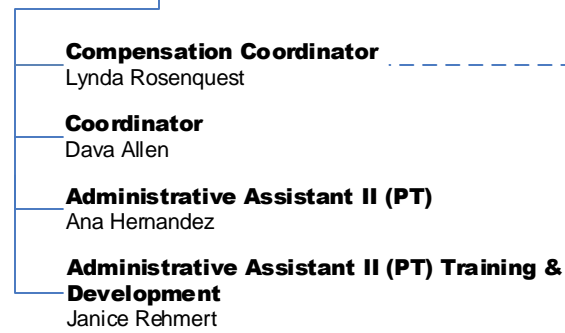 Compensation Coordinator
Lynda Rosenquest
Coordinator
Dava Allen
Administrative Assistant II (PT)
Ana Hernandez
Administrative Assistant II (PT) Training &
Development
Janice Rehmert